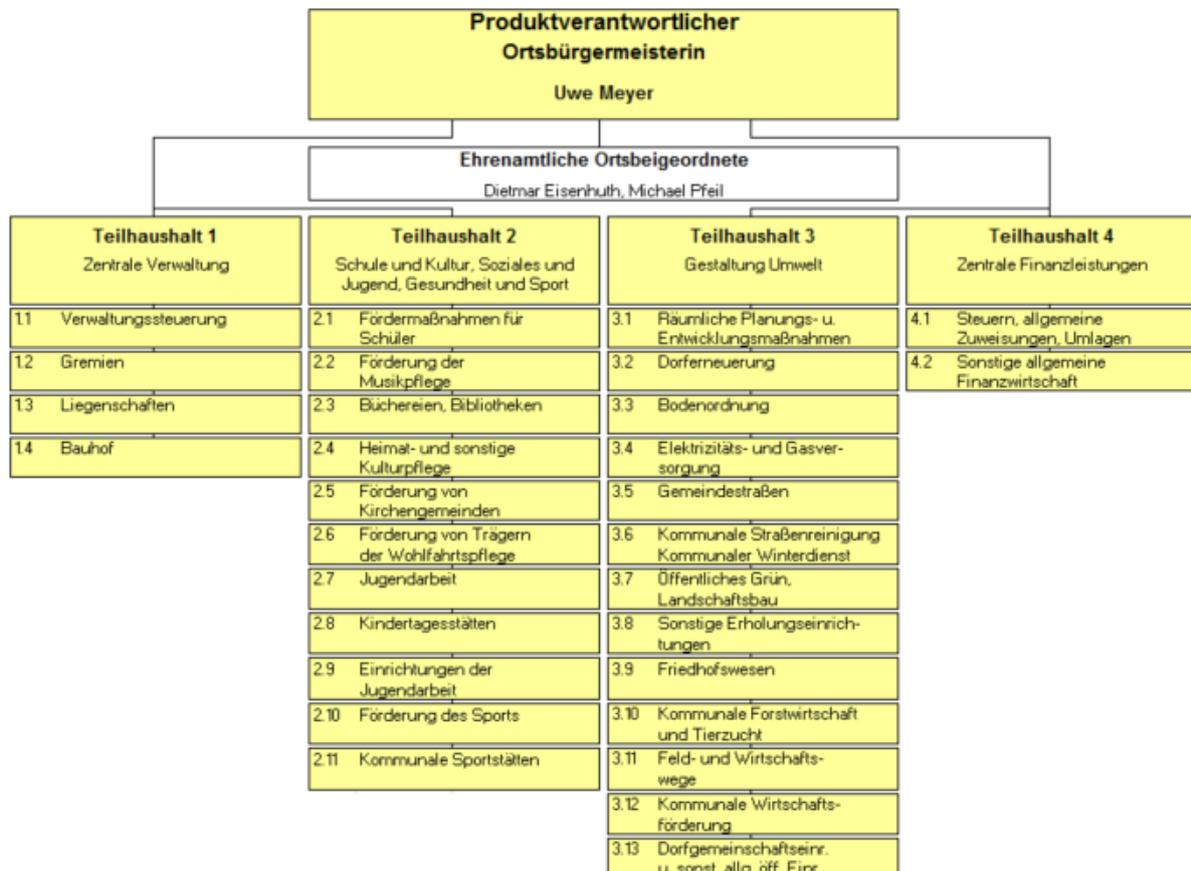 Produktverantwortlicher
Ortsbürgermeisterin
Uwe Meyer
Ehrenamtliche Ortsbeigeordnete
Dietmar Eisenhuth, Michael Pfeil
Teilhaushalt 1
Zentrale Verwaltung
1.1 Verwaltungssteuerung
1.2 Gremien
1.3 Liegenschaften
1.4 Bauhof
Teilhaushalt 2
Schule und Kultur, Soziales und
Jugend, Gesundheit und Sport
2.1 Fördermaßnahmen für
Schüler
2.2 Förderung der
Musikpflege
2.3 Büchereien, Bibliotheken
2.4 Heimat- und sonstige
Kulturpflege
2.5 Förderung von
Kirchengemeinden
2.6 Förderung von Trägern
der Wohlfahrtspflege
2.7 Jugendarbeit
2.8 Kindertagesstätten
2.9 Einrichtungen der
Jugendarbeit
2.10 Förderung des Sports
2.11 Kommunale Sportstätten
Teilhaushalt 3
Gestaltung Umwelt
3.1 Räumliche Planungs- u.
Entwicklungsmaßnahmen
3.2 Dorferneuerung
3.3 Bodenordnung
3.4 Elektrizitäts- und Gasver-
sorgung
3.5 Gemeindestraßen
3.6 Kommunale Straßenreinigung
Kommunaler Winterdienst
3.7 Öffentliches Grün,
Landschaftsbau
3.8 Sonstige Erholungseinrich-
tungen
3.9 Friedhofswesen
3.10 Kommunale Forstwirtschaft
und Tierzucht
3.11 Feld- und Wirtschafts-
wege
3.12 Kommunale Wirtschafts-
förderung
3.13 Dorfgemeinschaftseinr.
u. sonst. allg. öff. Einr.
Teilhaushalt 4
Zentrale Finanzleistungen
4.1 Steuern, allgemeine
Zuweisungen, Umlagen
4.2 Sonstige allgemeine
Finanzwirtschaft